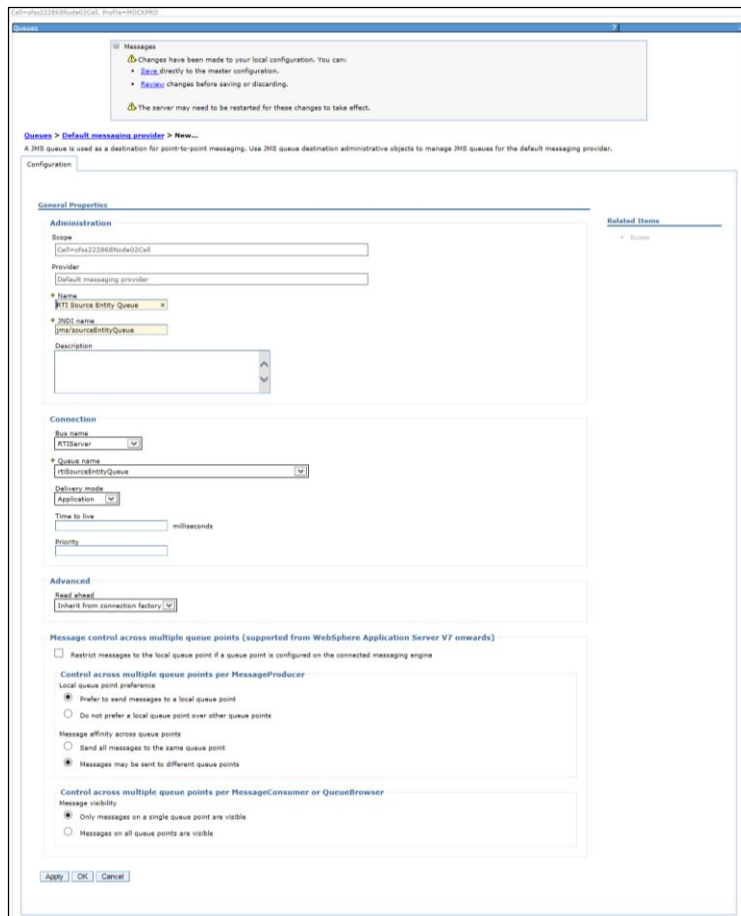 Cell=ofss222868Node02Cell, Profile=MOCKPRO
Queues ? -
Messages
Changes have been made to your local configuration. You can:
• Save directly to the master configuration.
• Review changes before saving or discarding.
The server may need to be restarted for these changes to take effect.
Queues > Default messaging provider > New...
A JMS queue is used as a destination for point-to-point messaging. Use JMS queue destination administrative objects to manage JMS queues for the default messaging provider.
Configuration
General Properties
Administration
Scope
Cell=ofss222868Node02Cell
Provider
Default messaging provider
* Name
RTI Source Entity Queue ×
* JNDI name
jms/sourceEntityQueue
Description
Connection
Bus name
RTIServer
* Queue name
rtiSourceEntityQueue
Delivery mode
Application
Time to live
milliseconds
Priority
Advanced
Read ahead
Inherit from connection factory
Message control across multiple queue points (supported from WebSphere Application Server V7 onwards)
Restrict messages to the local queue point if a queue point is configured on the connected messaging engine
Control across multiple queue points per MessageProducer
Local queue point preference
Prefer to send messages to a local queue point
Do not prefer a local queue point over other queue points
Message affinity across queue points
Send all messages to the same queue point
Messages may be sent to different queue points
Control across multiple queue points per MessageConsumer or QueueBrowser
Message visibility
Only messages on a single queue point are visible
Messages on all queue points are visible
Apply OK Cancel
Related Items
• Buses